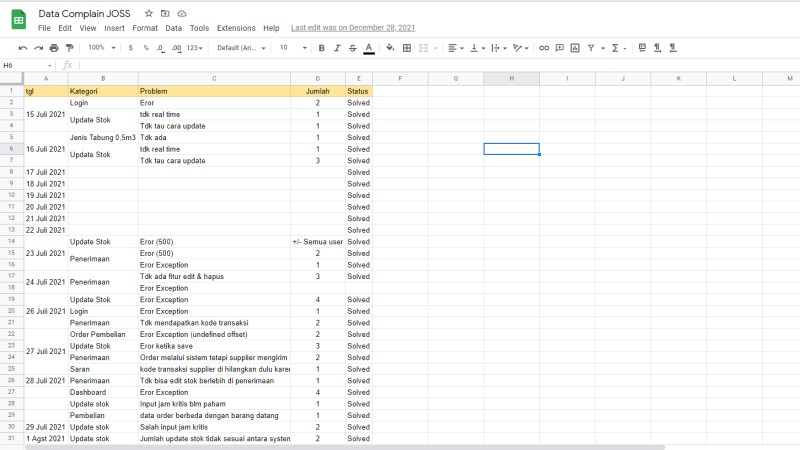 Data Complain JOSS
File Edit View Insert Format Data Tools Extensions Help Last edit was on December 28, 2021
100% $ % .0 .00 123 Default (Ari... 10 B I S A
H6 fx
A B C D E F G H I J K L M
1 tgl Kategori Problem Jumlah Status
2 Login Eror 2 Solved
3 15 Juli 2021 Update Stok tdk real time 1 Solved
4 Tdk tau cara update 1 Solved
5 Jenis Tabung 0,5m3 Tdk ada 1 Solved
6 16 Juli 2021 Update Stok tdk real time 1 Solved
7 Tdk tau cara update 3 Solved
8 17 Juli 2021 Solved
9 18 Juli 2021 Solved
10 19 Juli 2021 Solved
11 20 Juli 2021 Solved
12 21 Juli 2021 Solved
13 22 Juli 2021 Solved
14 Update Stok Eror (500) +/- Semua user Solved
15 23 Juli 2021 Penerimaan Eror (500) 2 Solved
16 Eror Exception 1 Solved
17 24 Juli 2021 Penerimaan Tdk ada fitur edit & hapus 3 Solved
18 Eror Exception Solved
19 Update Stok Eror Exception 4 Solved
20 26 Juli 2021 Login Eror Exception 1 Solved
21 Penerimaan Tdk mendapatkan kode transaksi 2 Solved
22 Order Pembelian Eror Exception (undefined offset) 2 Solved
23 27 Juli 2021 Update Stok Eror ketika save 3 Solved
24 Penerimaan Order melalui sistem tetapi supplier mengirim 2 Solved
25 Saran kode transaksi supplier di hilangkan dulu karen 1 Solved
26 28 Juli 2021 Penerimaan Tdk bisa edit stok berlebih di penerimaan 1 Solved
27 Dashboard Eror Exception 4 Solved
28 Update stok Input jam kritis blm paham 1 Solved
29 Pembelian data order berbeda dengan barang datang 1 Solved
30 29 Juli 2021 Update stok Salah input jam kritis 2 Solved
31 1 Agst 2021 Update stok Jumlah update stok tidak sesuai antara system 2 Solved